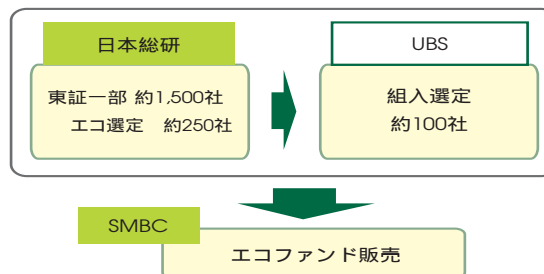 日本総研
東証一部 約1,500社
エコ選定 約250社
UBS
組入選定
約100社
SMBC
エコファンド販売